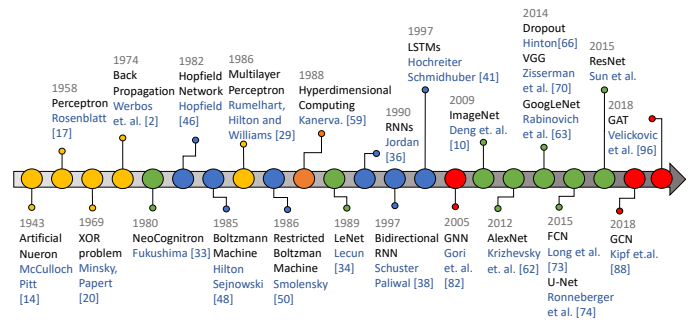 1958
Perceptron
Rosenblatt
[17]
1974
Back
Propagation
Werbos
et. al. [2]
1982
Hopfield
Network
Hopfield
[46]
1986
Multilayer
Perceptron
Rumelhart,
Hilton and
Williams [29]
1988
Hyperdimensional
Computing
Kanerva. [59]
1990
RNNs
Jordan
[36]
1997
LSTMs
Hochreiter
Schmidhuber [41]
2009
ImageNet
Deng et. al.
[10]
2014
Dropout
Hinton[66]
VGG
Zisserman
et al. [70]
GoogLeNet
Rabinovich
et al. [63]
2015
ResNet
Sun et al.
2018
GAT
Velickovic
et al. [96]
1943
Artificial
Nueron
McCulloch
Pitt
[14]
1969
XOR
problem
Minsky,
Papert
[20]
1980
NeoCognitron
Fukushima [33]
1985
Boltzmann
Machine
Hilton
Sejnowski
[48]
1986
Restricted
Boltzman
Machine
Smolensky
[50]
1989
LeNet
Lecun
[34]
1997
Bidirectional
RNN
Schuster
Paliwal [38]
2005
GNN
Gori
et. al.
[82]
2012
AlexNet
Krizhevsky
et al. [62]
2015
FCN
Long et al.
[73]
U-Net
Ronneberger
et al. [74]
2018
GCN
Kipf et.al.
[88]